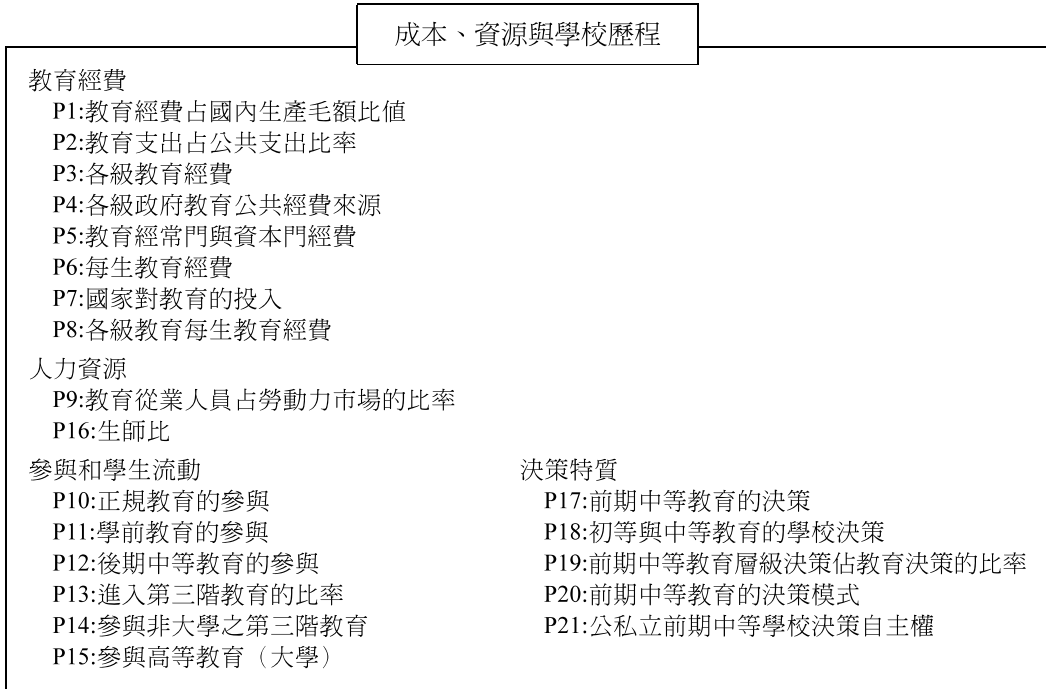 成本、資源與學校歷程
教育經費
P1:教育經費占國內生產毛額比值
P2:教育支出占公共支出比率
P3:各級教育經費
P4:各級政府教育公共經費來源
P5:教育經常門與資本門經費
P6:每生教育經費
P7:國家對教育的投入
P8:各級教育每生教育經費
人力資源
P9:教育從業人員占勞動力市場的比率
P16:生師比
參與和學生流動
P10:正規教育的參與
P11:學前教育的參與
P12:後期中等教育的參與
P13:進入第三階教育的比率
P14:參與非大學之第三階教育
P15:參與高等教育（大學）
決策特質
P17:前期中等教育的決策
P18:初等與中等教育的學校決策
P19:前期中等教育層級決策佔教育決策的比率
P20:前期中等教育的決策模式
P21:公私立前期中等學校決策自主權